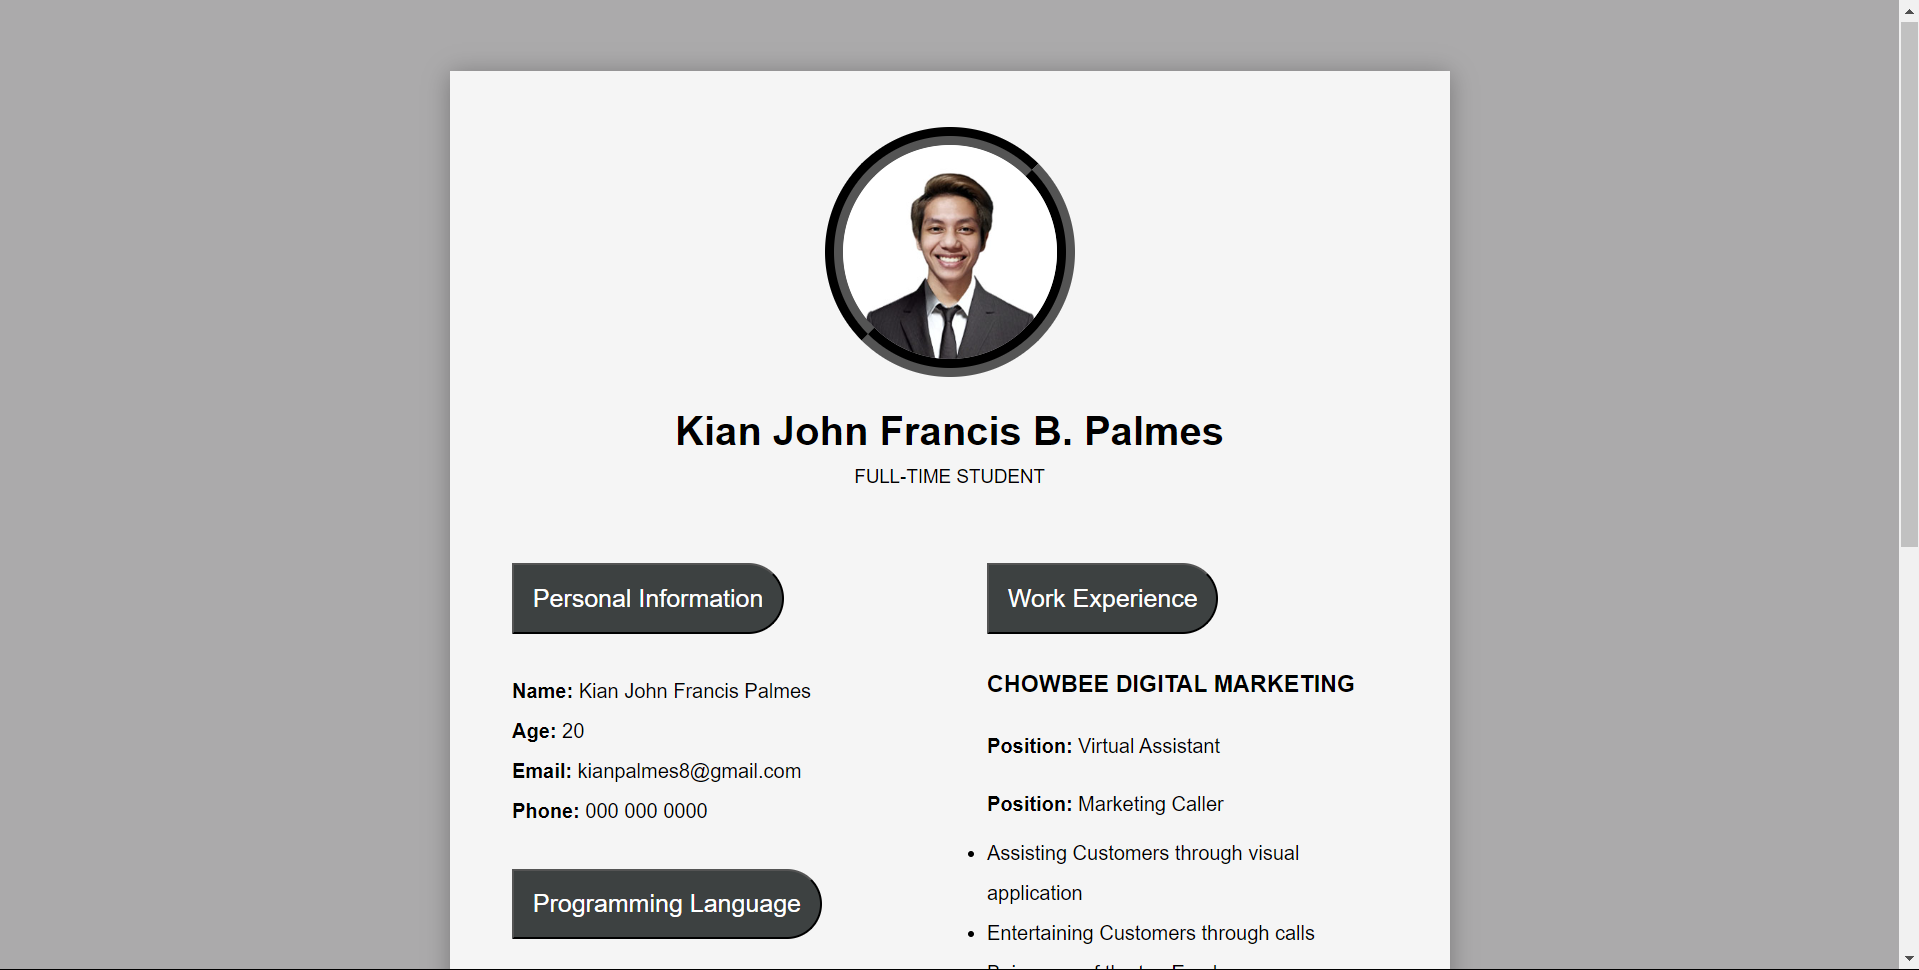 Kian John Francis B. Palmes
FULL-TIME STUDENT
Personal Information
Name: Kian John Francis Palmes
Age: 20
Email: kianpalmes8@gmail.com
Phone: 000 000 0000
Programming Language
Work Experience
CHOWBEE DIGITAL MARKETING
Position: Virtual Assistant
Position: Marketing Caller
Assisting Customers through visual
application
Entertaining Customers through calls